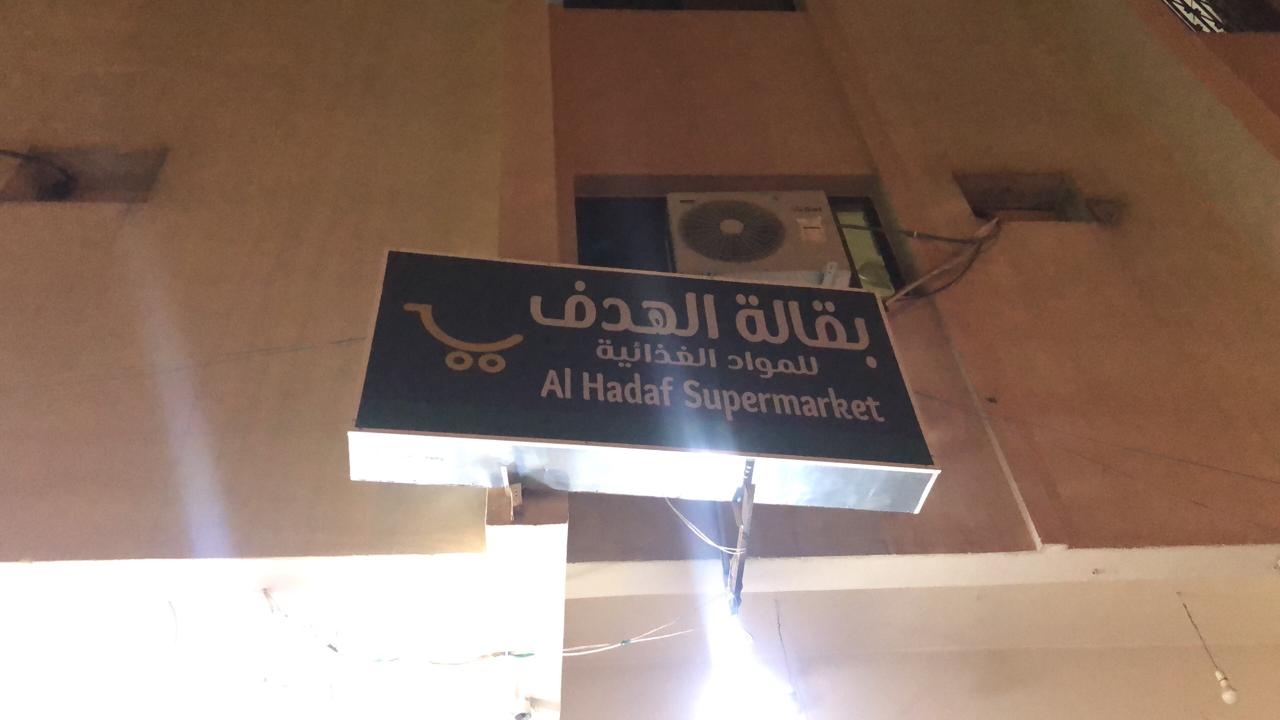 بقالة الهدف
للمواد الغذائية
Al Hadaf Supermarket